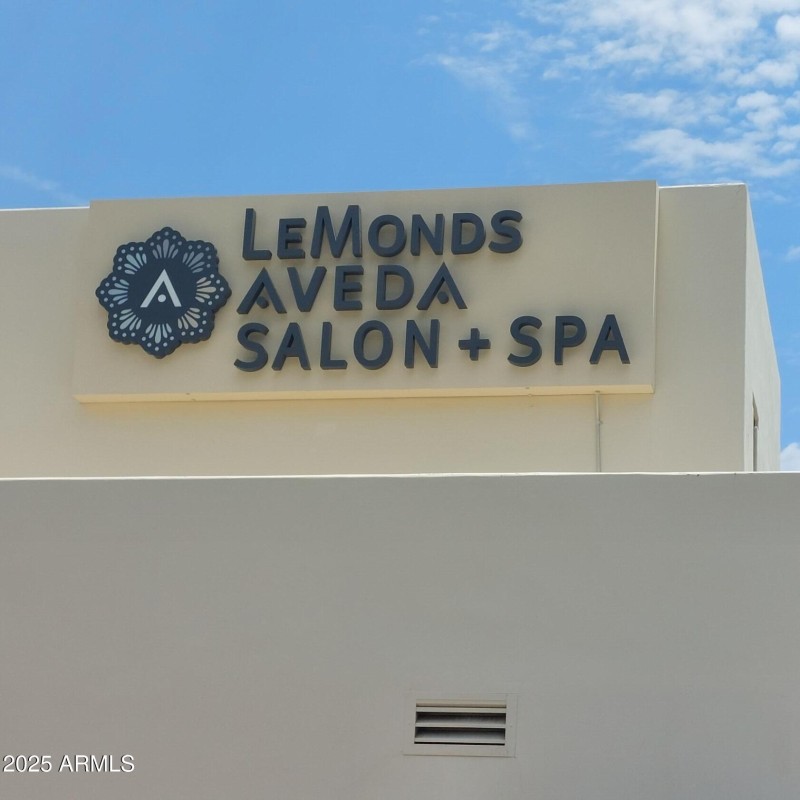 LEMONDS
AVEDA
SALON + SPA
2025 ARMLS